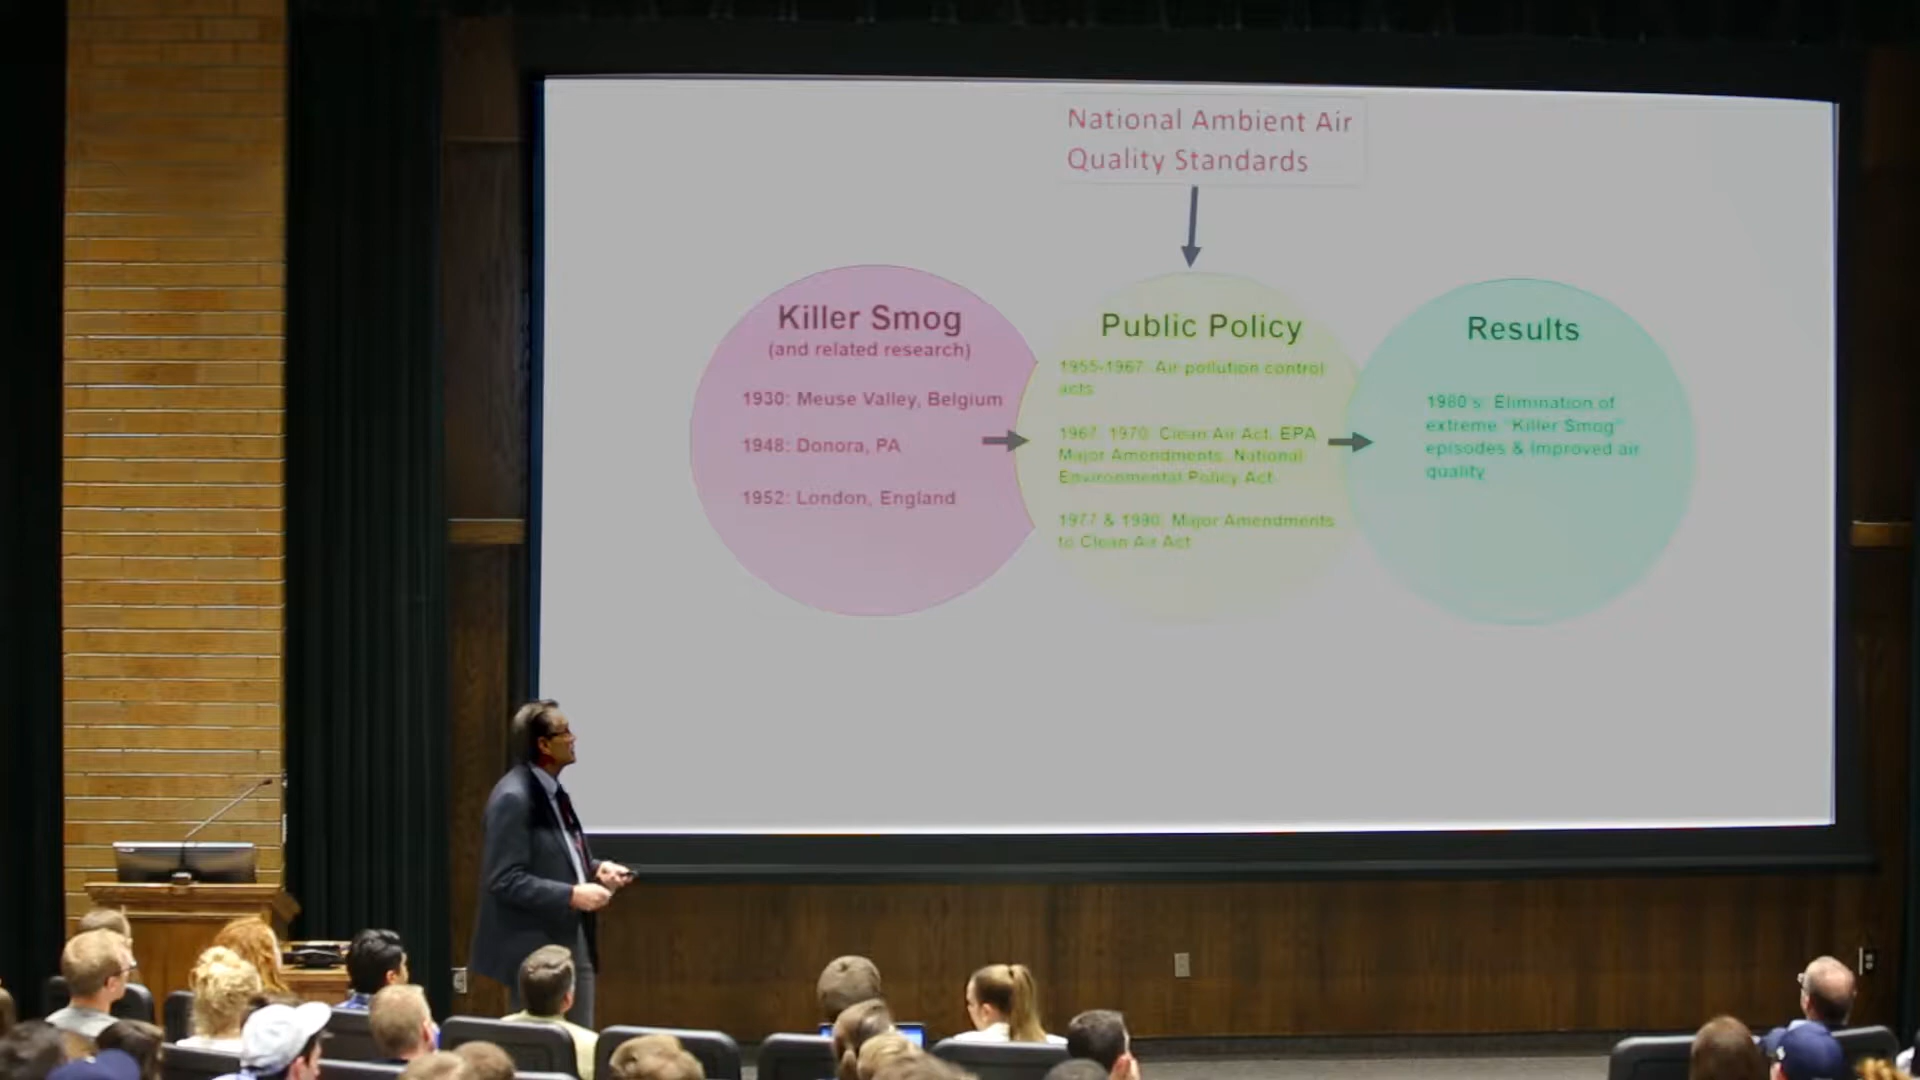 National Ambient Air
Quality Standards
Killer Smog
(and related research)
1930: Meuse Valley, Belgium
1948: Donora, PA
1952: London, England
Public Policy
1955-1967: Air pollution control
acts
1967, 1970: Clean Air Act, EPA
Major Amendments, National
Environmental Policy Act
1977 & 1990: Major Amendments
to Clean Air Act
Results
1980's: Elimination of
extreme "Killer Smog"
episodes & Improved air
quality